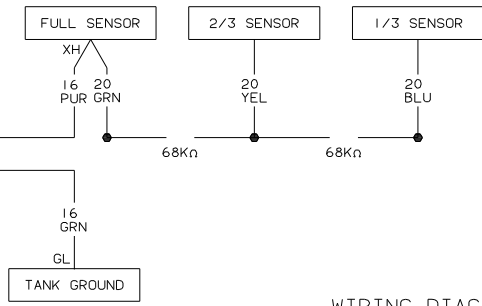 FULL SENSOR
2/3 SENSOR
1/3 SENSOR
XH
16
PUR
20
GRN
20
YEL
20
BLU
68KΩ
68KΩ
16
GRN
GL
TANK GROUND